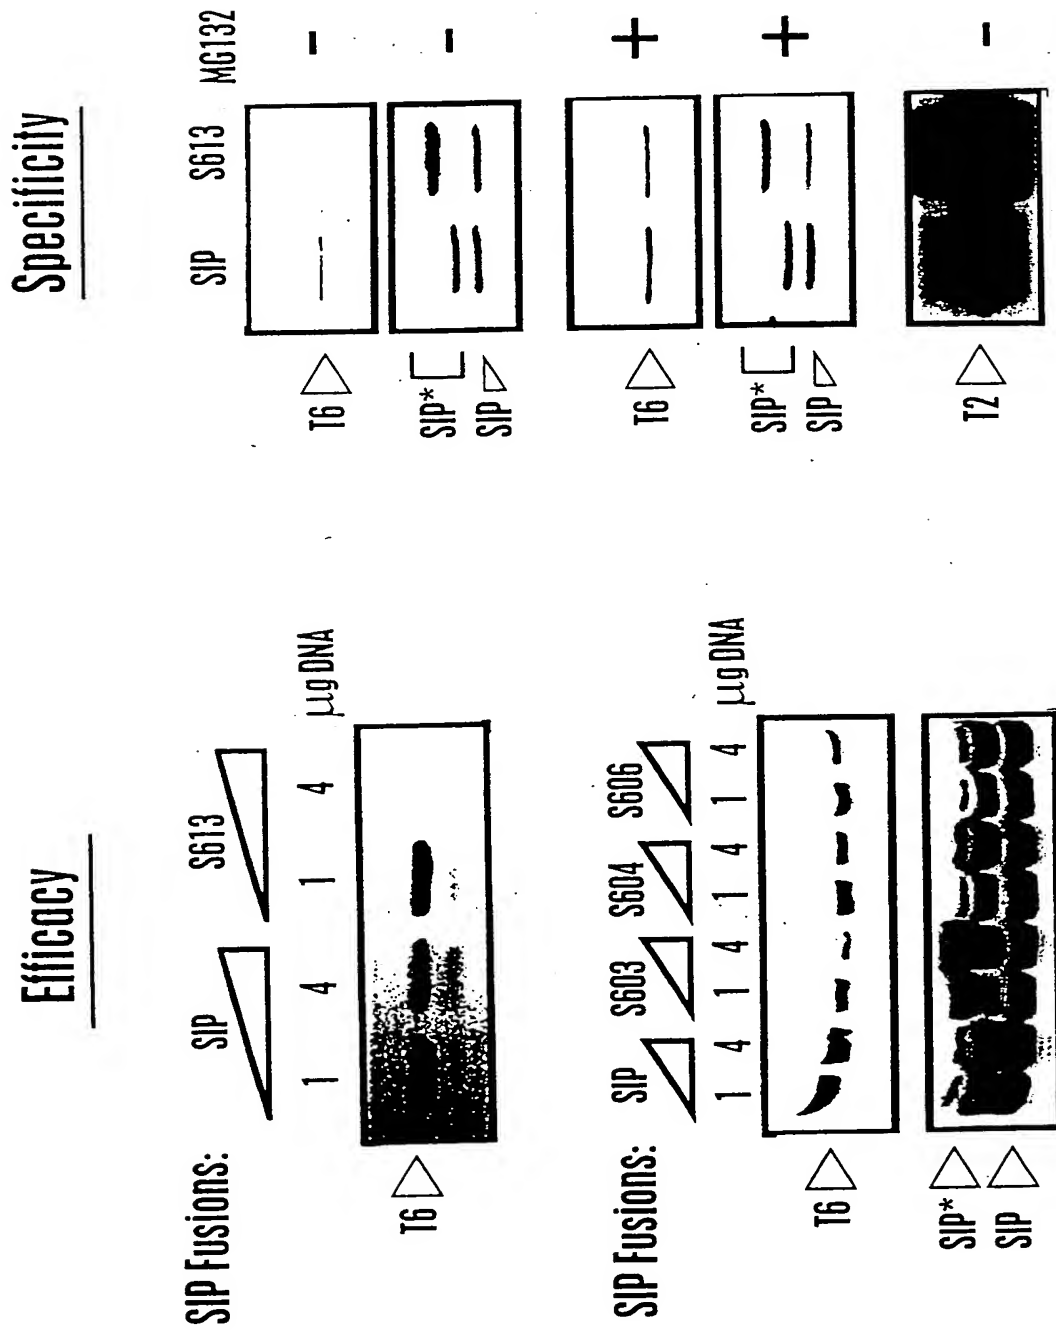 Efficacy
SIP Fusions:
SIP S613
1 4 1 4 µg DNA
T6
SIP Fusions:
SIP S603 S604 S606
1 4 1 4 1 4 1 4 µg DNA
T6
SIP*
SIP
Specificity
SIP S613 MG132
T6 -
SIP* -
SIP
T6 +
SIP* +
SIP
T2 -